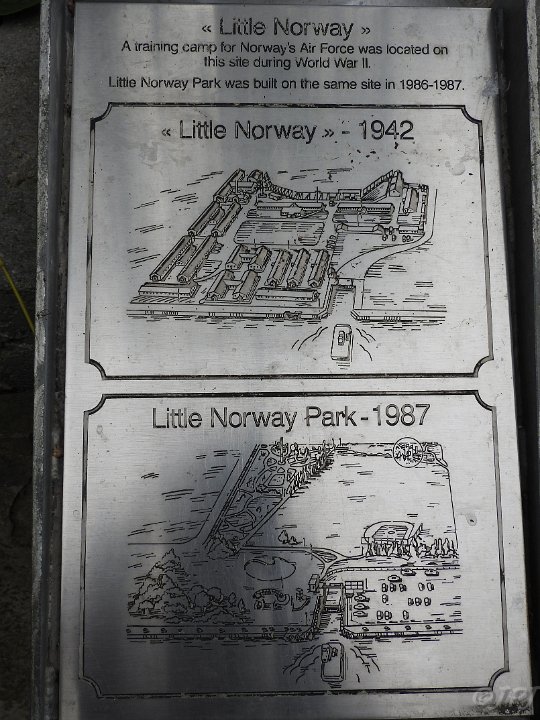 « Little Norway »
A training camp for Norway's Air Force was located on
this site during World War II.
Little Norway Park was built on the same site in 1986-1987.
« Little Norway » - 1942
Little Norway Park - 1987